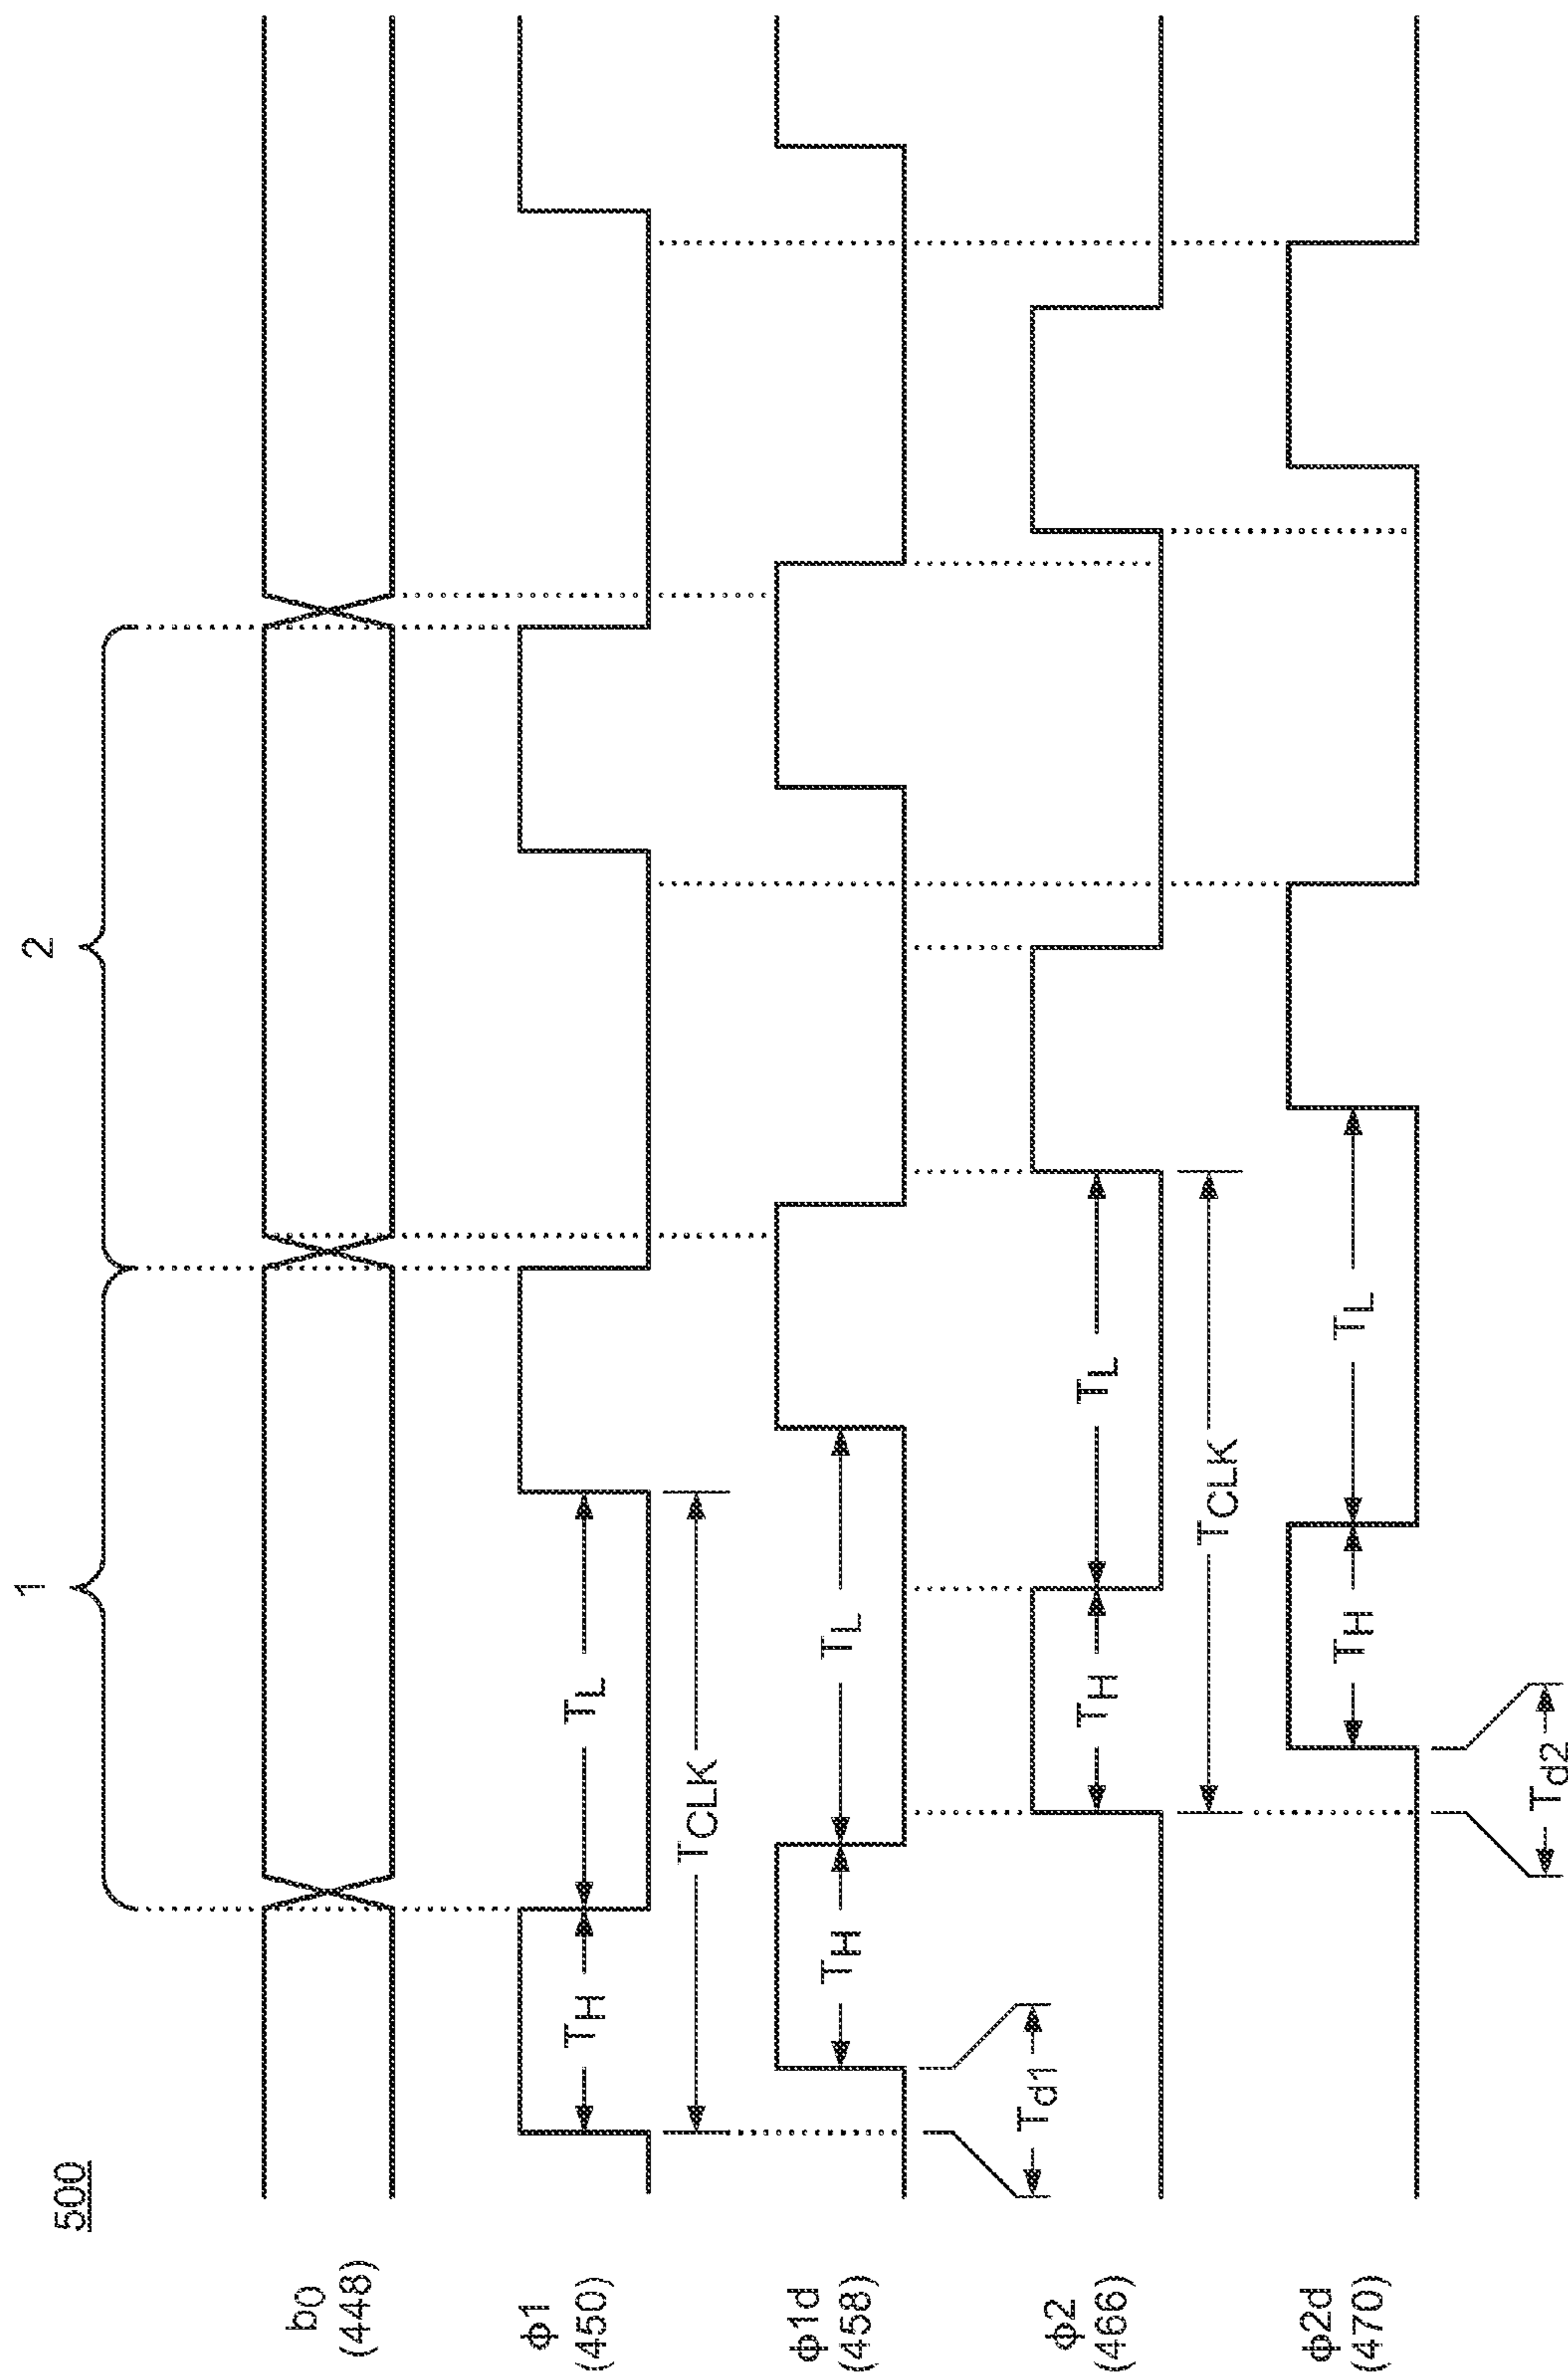 500
1
2
b0
(448)
ϕ1
(450)
TH
TL
TCLK
ϕ1d
(458)
TH
TL
Td1
ϕ2
(466)
TH
TL
TCLK
ϕ2d
(470)
TH
TL
Td2